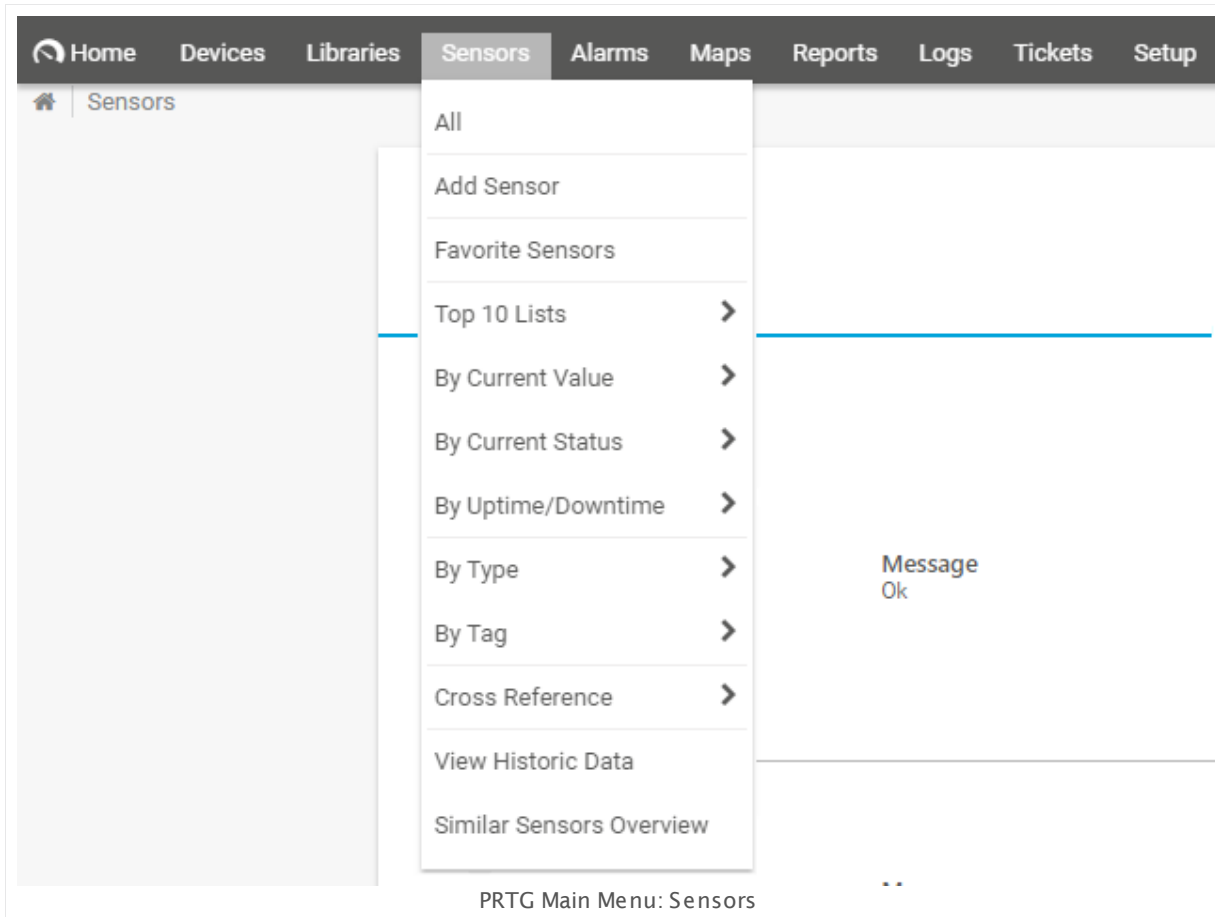 Home Devices Libraries Sensors Alarms Maps Reports Logs Tickets Setup
Sensors
All
Add Sensor
Favorite Sensors
Top 10 Lists
By Current Value
By Current Status
By Uptime/Downtime
By Type
By Tag
Cross Reference
View Historic Data
Similar Sensors Overview
Message
Ok
PRTG Main Menu: Sensors